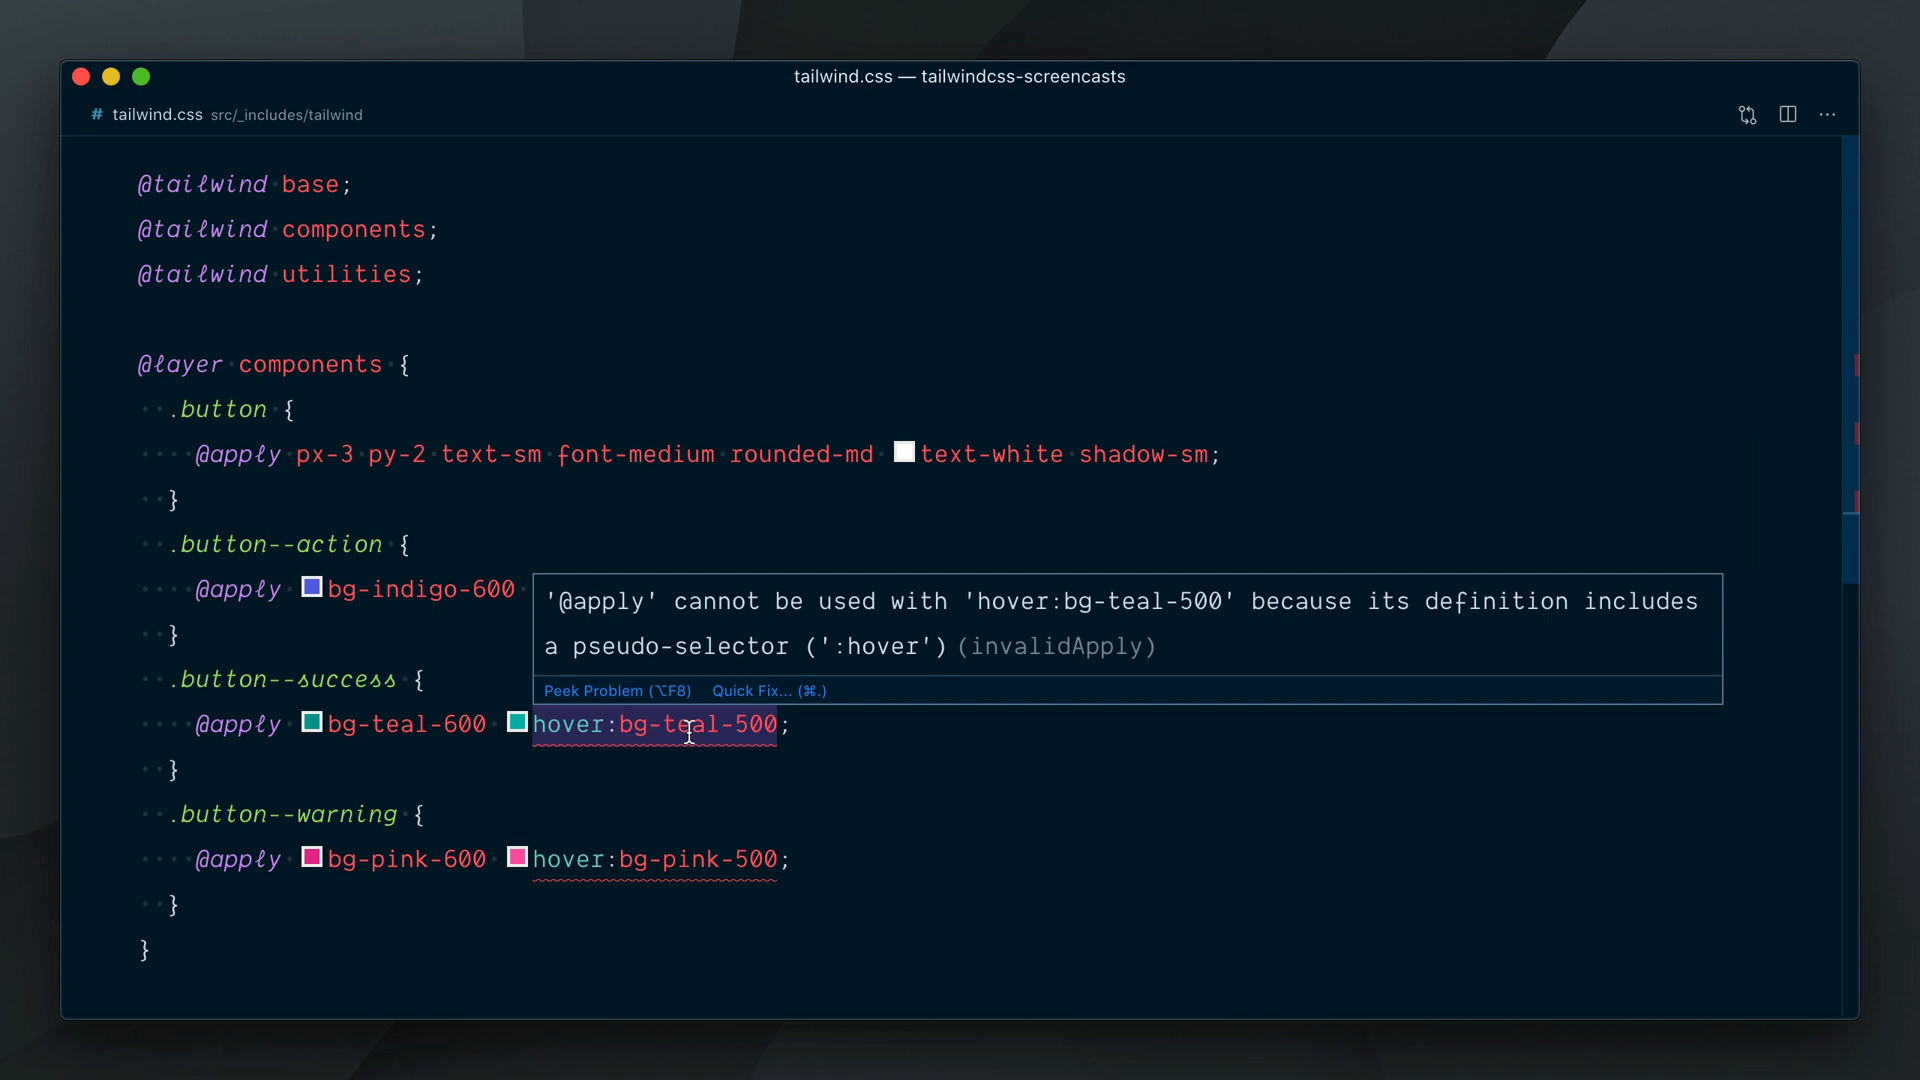 tailwind.css — tailwindcss-screencasts
# tailwind.css src/_includes/tailwind
@tailwind base;
@tailwind components;
@tailwind utilities;
@layer components {
.button {
@apply px-3 py-2 text-sm font-medium rounded-md text-white shadow-sm;
}
.button--action {
@apply bg-indigo-600
'@apply' cannot be used with 'hover:bg-teal-500' because its definition includes
a pseudo-selector (':hover') (invalidApply)
Peek Problem (⌥F8) Quick Fix... (⌘.)
}
.button--success {
@apply bg-teal-600 hover:bg-teal-500;
}
.button--warning {
@apply bg-pink-600 hover:bg-pink-500;
}
}